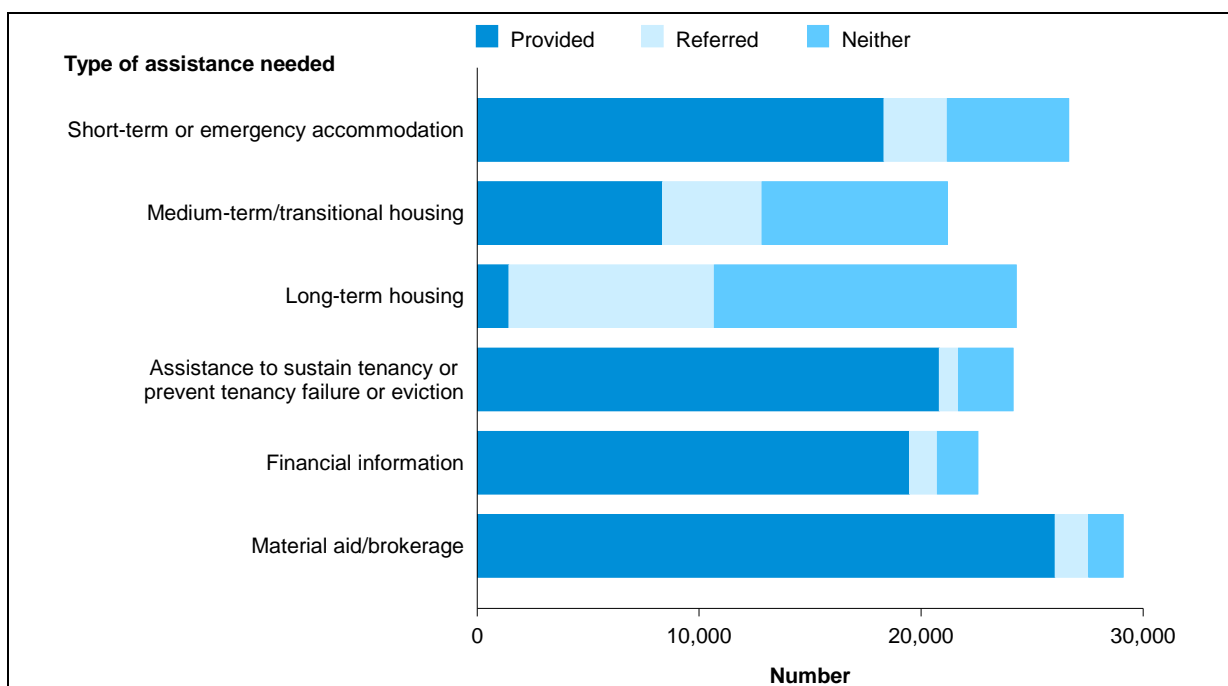 Provided Referred Neither
Type of assistance needed
Short-term or emergency accommodation
Medium-term/transitional housing
Long-term housing
Assistance to sustain tenancy or
prevent tenancy failure or eviction
Financial information
Material aid/brokerage
0 10,000 20,000 30,000
Number